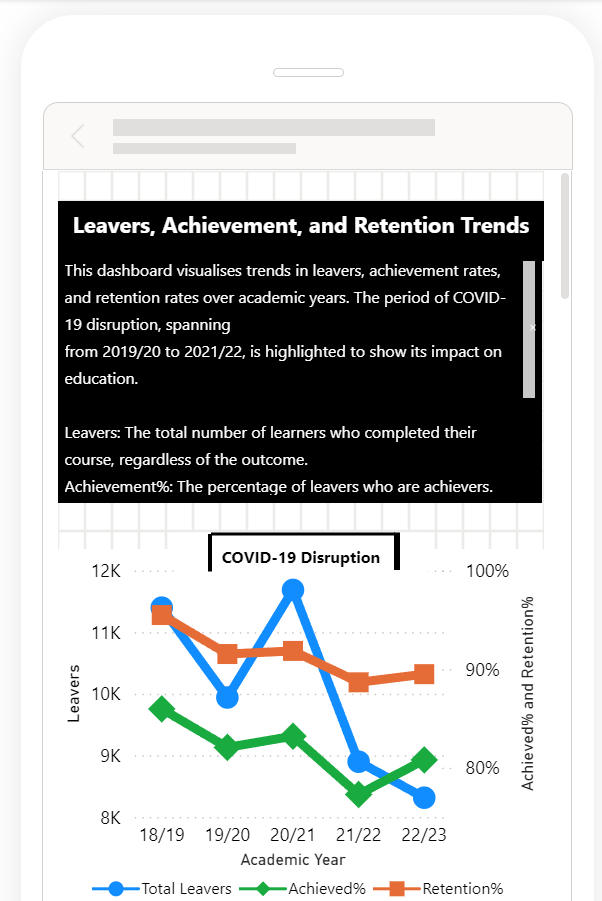 Leavers, Achievement, and Retention Trends
This dashboard visualises trends in leavers, achievement rates,
and retention rates over academic years. The period of COVID-
19 disruption, spanning
from 2019/20 to 2021/22, is highlighted to show its impact on
education.
Leavers: The total number of learners who completed their
course, regardless of the outcome.
Achievement%: The percentage of leavers who are achievers.
COVID-19 Disruption
12K
100%
11K
90%
10K
9K
80%
8K
Leavers
Achieved% and Retention%
18/19 19/20 20/21 21/22 22/23
Academic Year
Total Leavers Achieved% Retention%